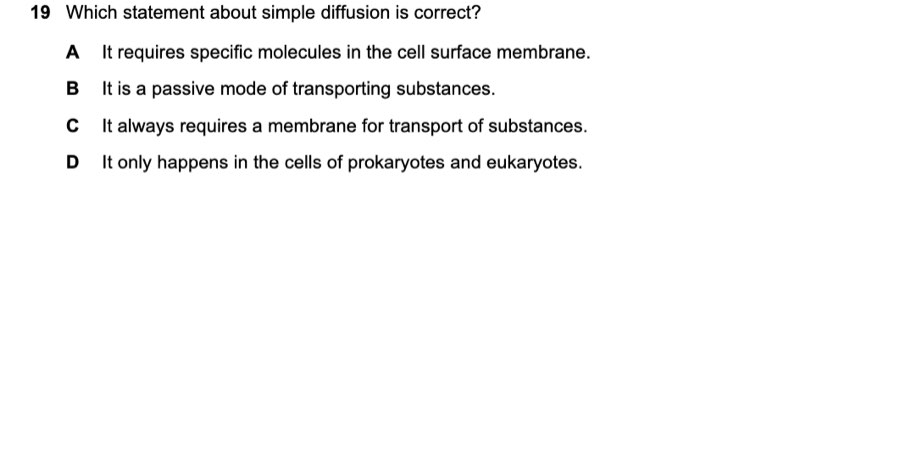 19 Which statement about simple diffusion is correct?
A It requires specific molecules in the cell surface membrane.
B It is a passive mode of transporting substances.
C It always requires a membrane for transport of substances.
D It only happens in the cells of prokaryotes and eukaryotes.